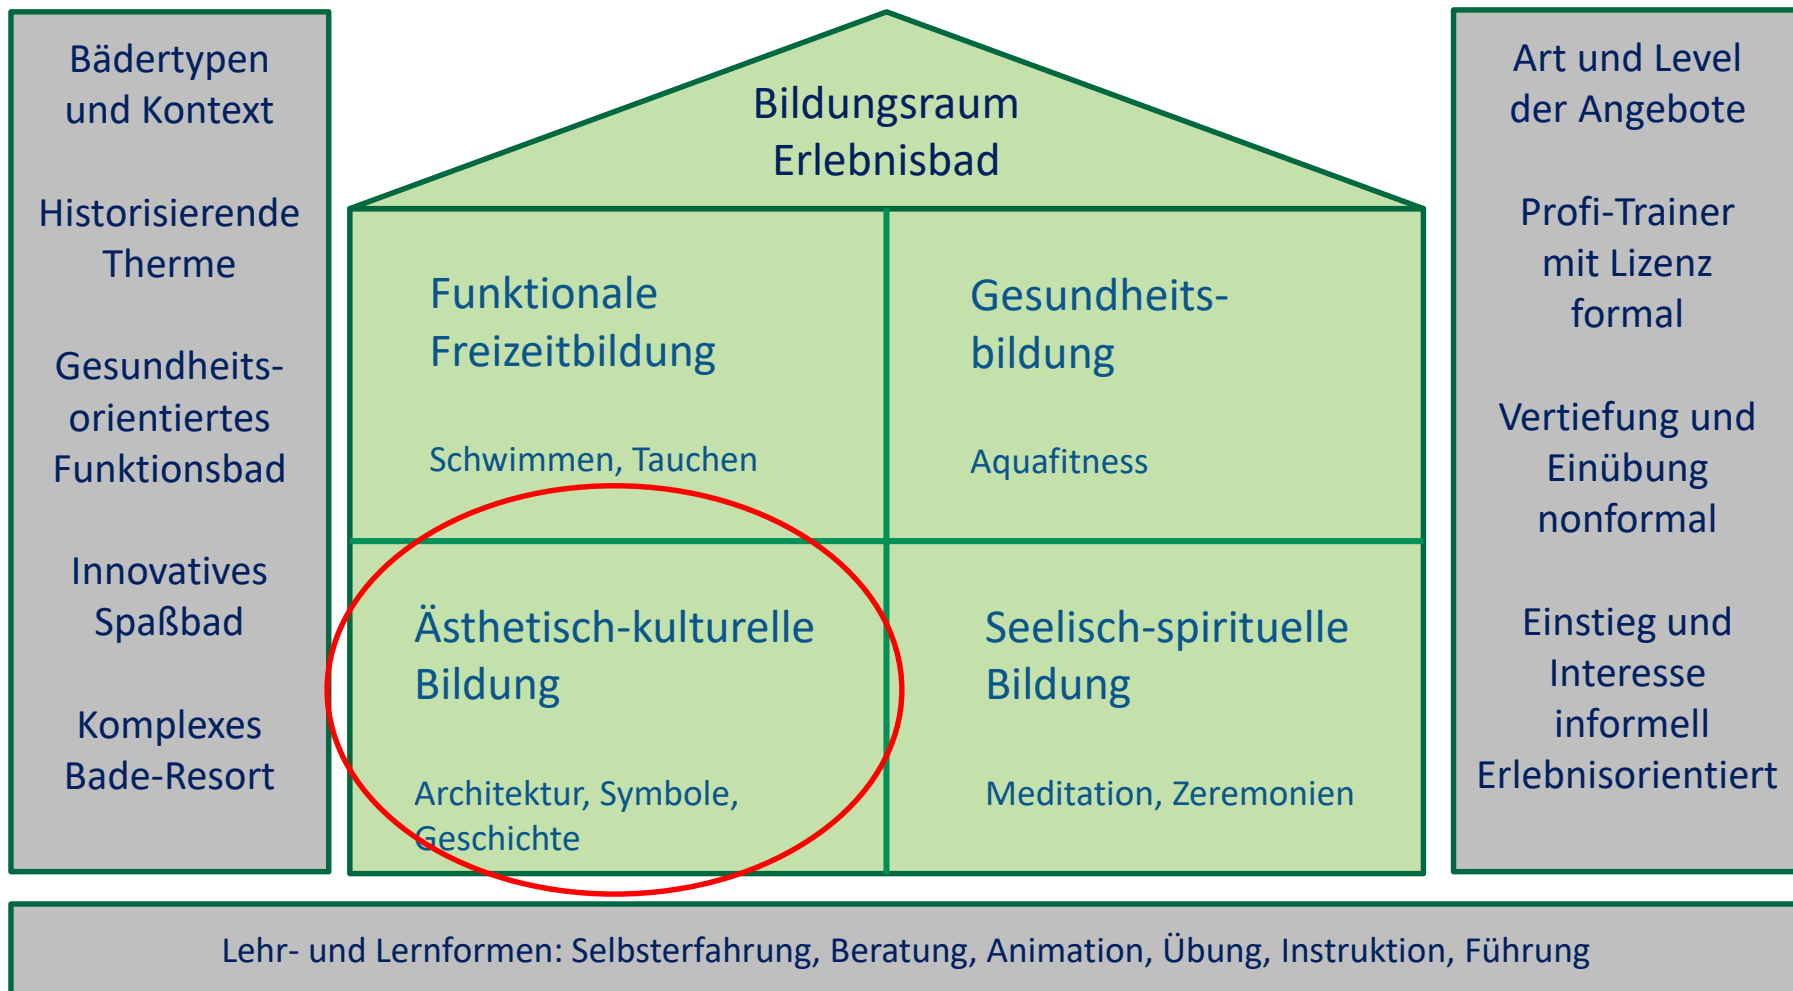 Bädertypen
und Kontext
Historisierende
Therme
Gesundheits-
orientiertes
Funktionsbad
Innovatives
Spaßbad
Komplexes
Bade-Resort
Bildungsraum
Erlebnisbad
Funktionale
Freizeitbildung
Schwimmen, Tauchen
Gesundheits-
bildung
Aquafitness
Ästhetisch-kulturelle
Bildung
Architektur, Symbole,
Geschichte
Seelisch-spirituelle
Bildung
Meditation, Zeremonien
Art und Level
der Angebote
Profi-Trainer
mit Lizenz
formal
Vertiefung und
Einübung
nonformal
Einstieg und
Interesse
informell
Erlebnisorientiert
Lehr- und Lernformen: Selbsterfahrung, Beratung, Animation, Übung, Instruktion, Führung